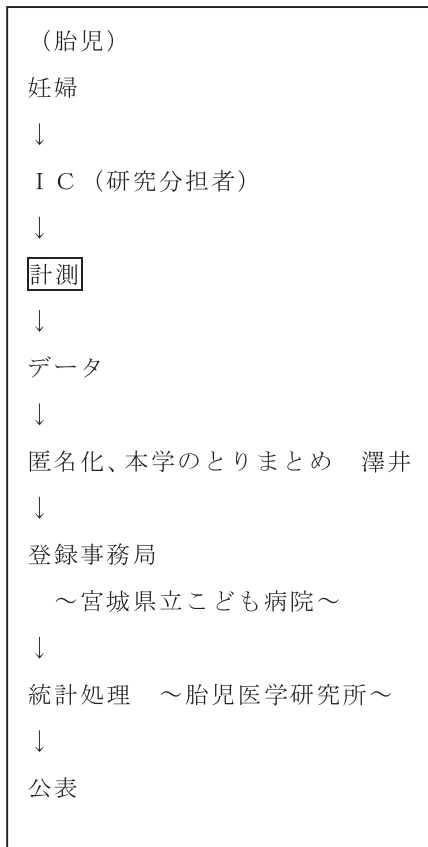 （胎児）
妊婦
↓
ＩＣ（研究分担者）
↓
計測
↓
データ
↓
匿名化、本学のとりまとめ　澤井
↓
登録事務局
～宮城県立こども病院～
↓
統計処理　～胎児医学研究所～
↓
公表